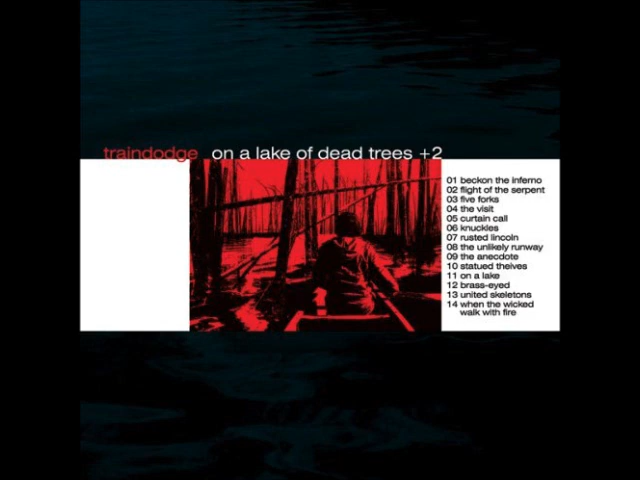 traindodge on a lake of dead trees +2
01 beckon the inferno
02 flight of the serpent
03 five forks
04 the visit
05 curtain call
06 knuckles
07 rusted lincoln
08 the unlikely runway
09 the anecdote
10 statued theives
11 on a lake
12 brass-eyed
13 united skeletons
14 when the wicked
walk with fire